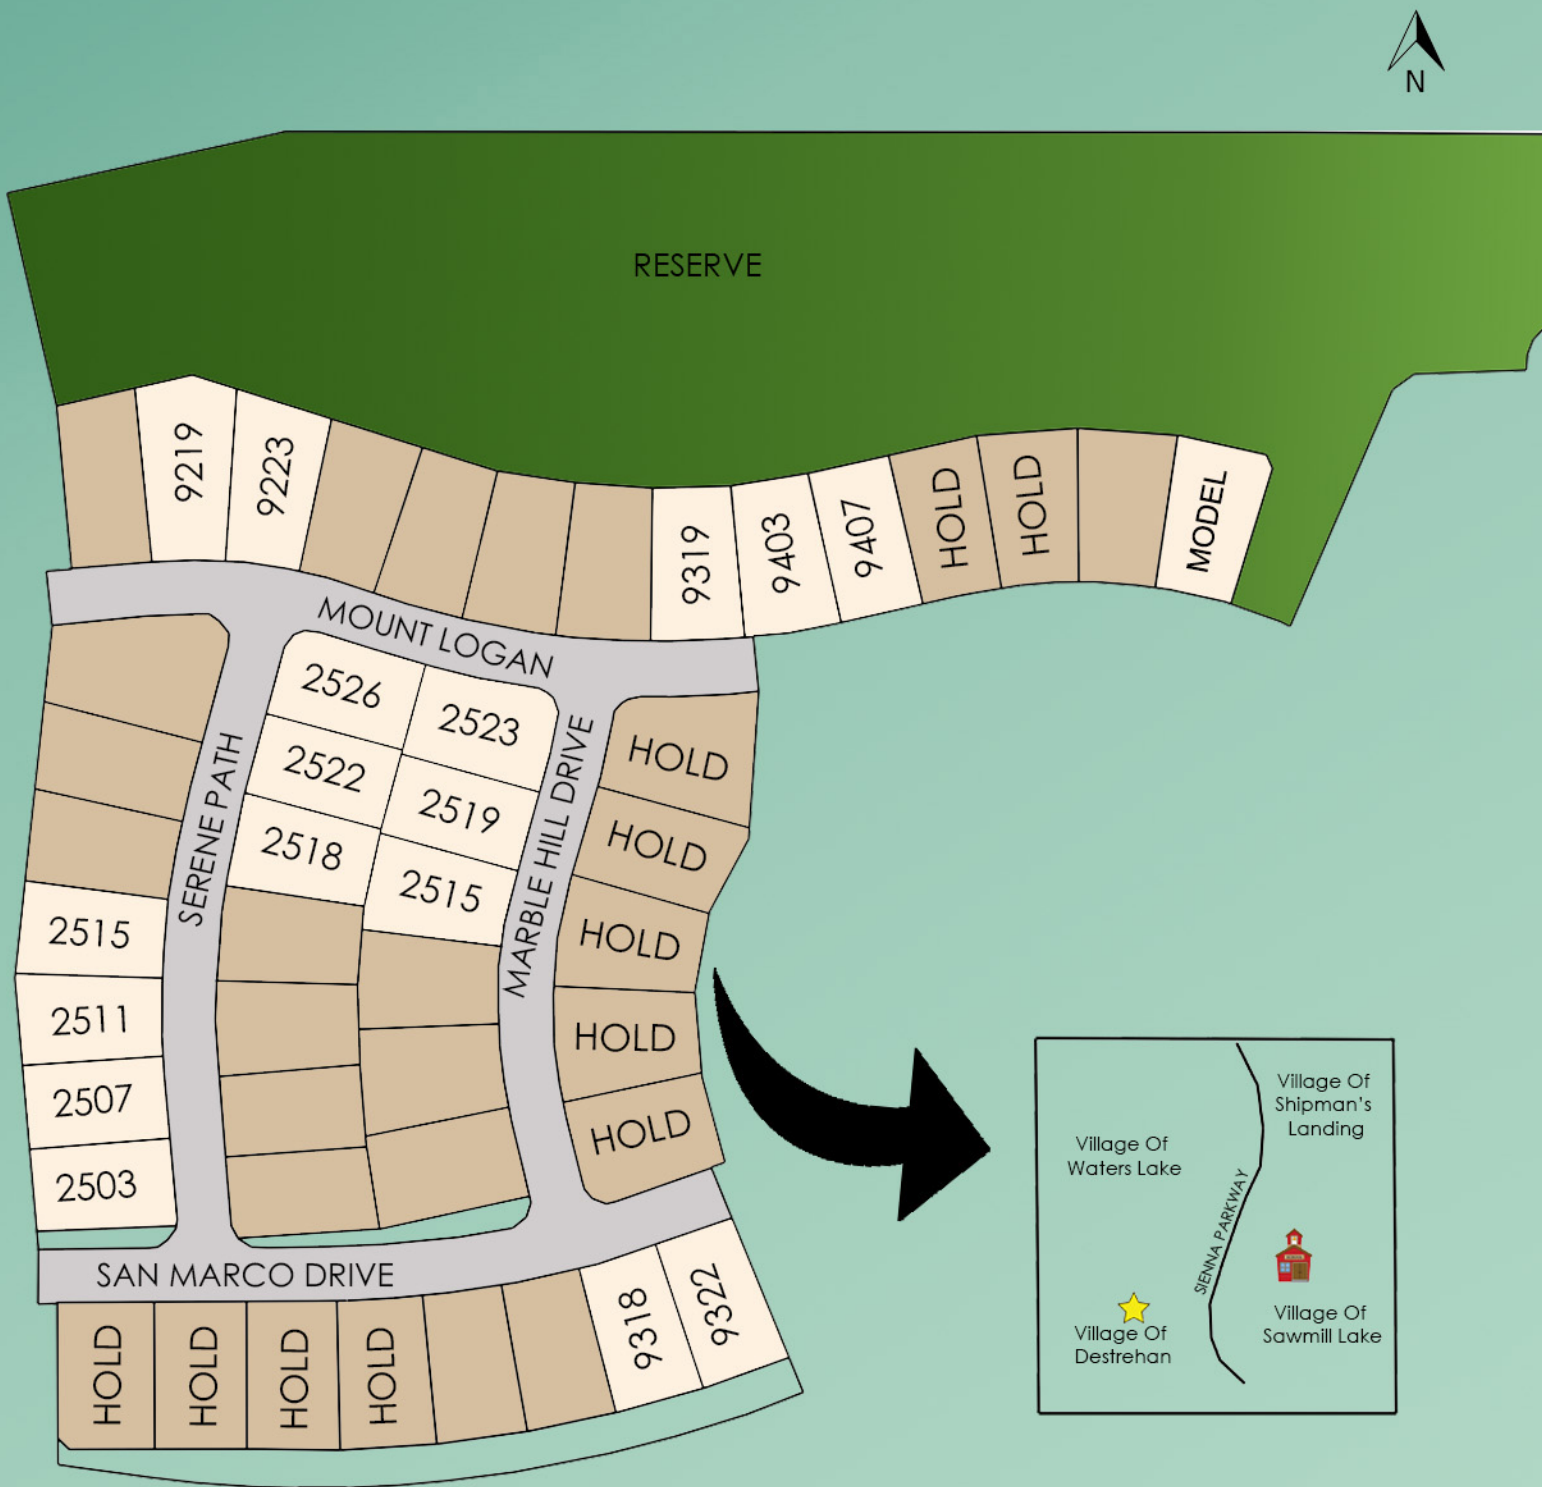 N
RESERVE
9219
9223
9319
9403
9407
HOLD
HOLD
MODEL
MOUNT LOGAN
2526
2523
2522
2519
2518
2515
SERENE PATH
MARBLE HILL DRIVE
HOLD
HOLD
HOLD
HOLD
HOLD
2515
2511
2507
2503
SAN MARCO DRIVE
HOLD
HOLD
HOLD
HOLD
9318
9322
Village Of
Shipman's
Landing
Village Of
Waters Lake
SIENNA PARKWAY
Village Of
Sawmill Lake
Village Of
Destrehan